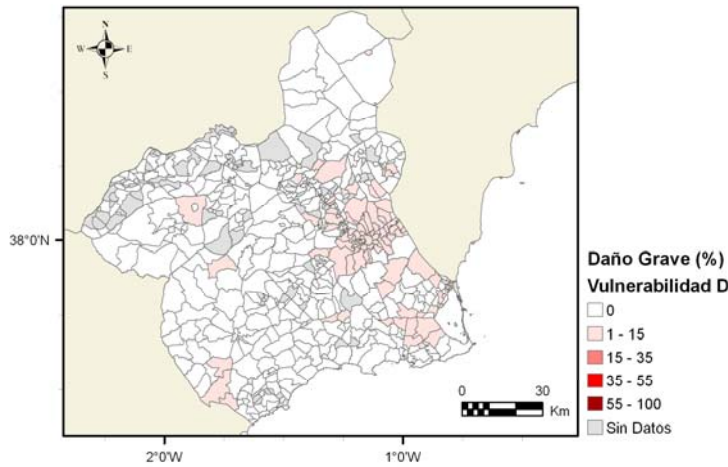 N
W E
S
38°0'N
Daño Grave (%)
Vulnerabilidad D
0
1 - 15
15 - 35
35 - 55
55 - 100
Sin Datos
0 30
Km
2°0'W 1°0'W